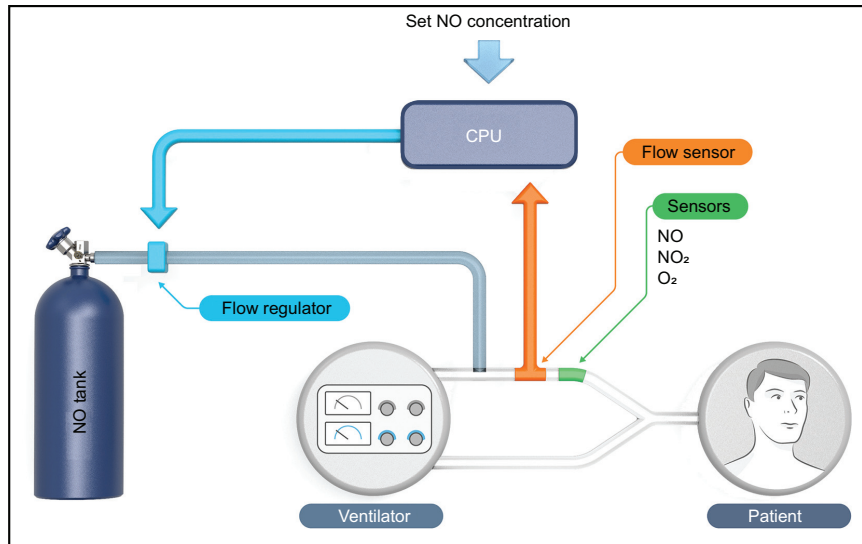 Set NO concentration
CPU
Flow sensor
Sensors
NO
NO₂
O₂
Flow regulator
NO tank
Ventilator
Patient